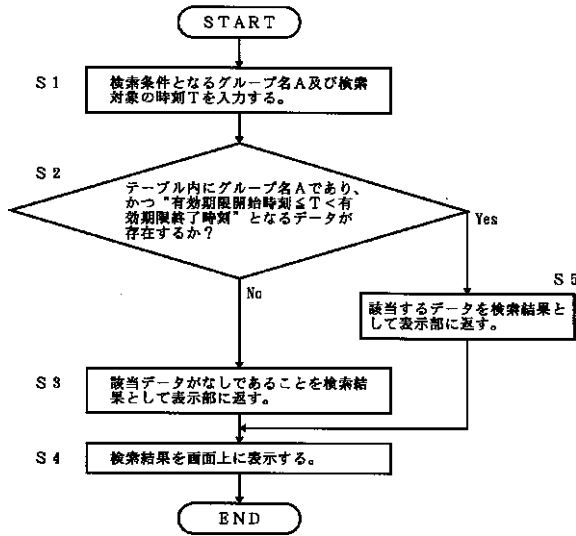 START
S1
検索条件となるグループ名A及び検索
対象の時刻Tを入力する。
S2
テーブル内にグループ名Aであり、
かつ"有効期限開始時刻≦T<有
効期限終了時刻"となるデータが
存在するか?
Yes
No
S5
該当するデータを検索結果と
して表示部に返す。
S3
該当データがなしであることを検索結
果として表示部に返す。
S4
検索結果を画面上に表示する。
END